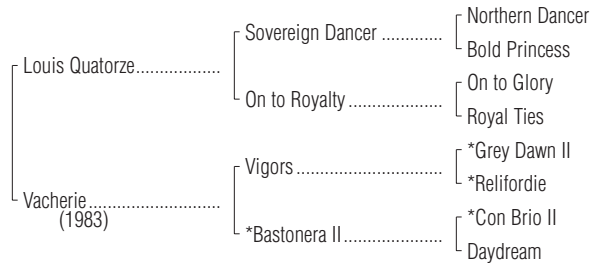 Northern Dancer
Sovereign Dancer .............
Bold Princess
Louis Quatorze..................
On to Glory
On to Royalty ....................
Royal Ties
*Grey Dawn II
Vigors ...............................
*Relifordie
Vacherie............................
(1983)
*Con Brio II
*Bastonera II.....................
Daydream